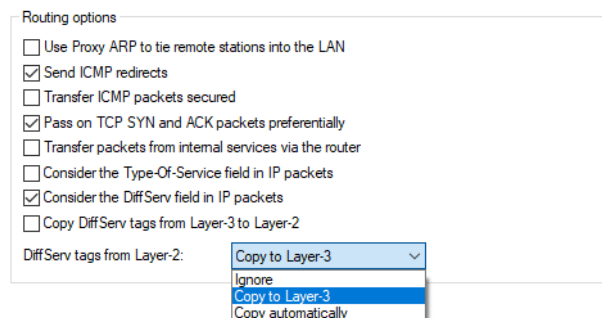 Routing options
Use Proxy ARP to tie remote stations into the LAN
Send ICMP redirects
Transfer ICMP packets secured
Pass on TCP SYN and ACK packets preferentially
Transfer packets from internal services via the router
Consider the Type-Of-Service field in IP packets
Consider the DiffServ field in IP packets
Copy DiffServ tags from Layer-3 to Layer-2
DiffServ tags from Layer-2: Copy to Layer-3
Ignore
Copy to Layer-3
Copy automatically